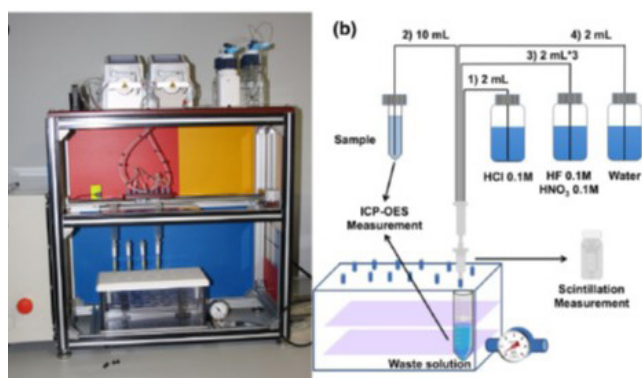 (b)
2) 10 mL
4) 2 mL
3) 2 mL*3
1) 2 mL
Sample
HCl 0.1M
HF 0.1M
HNO3 0.1M
Water
ICP-OES
Measurement
Scintillation
Measurement
Waste solution